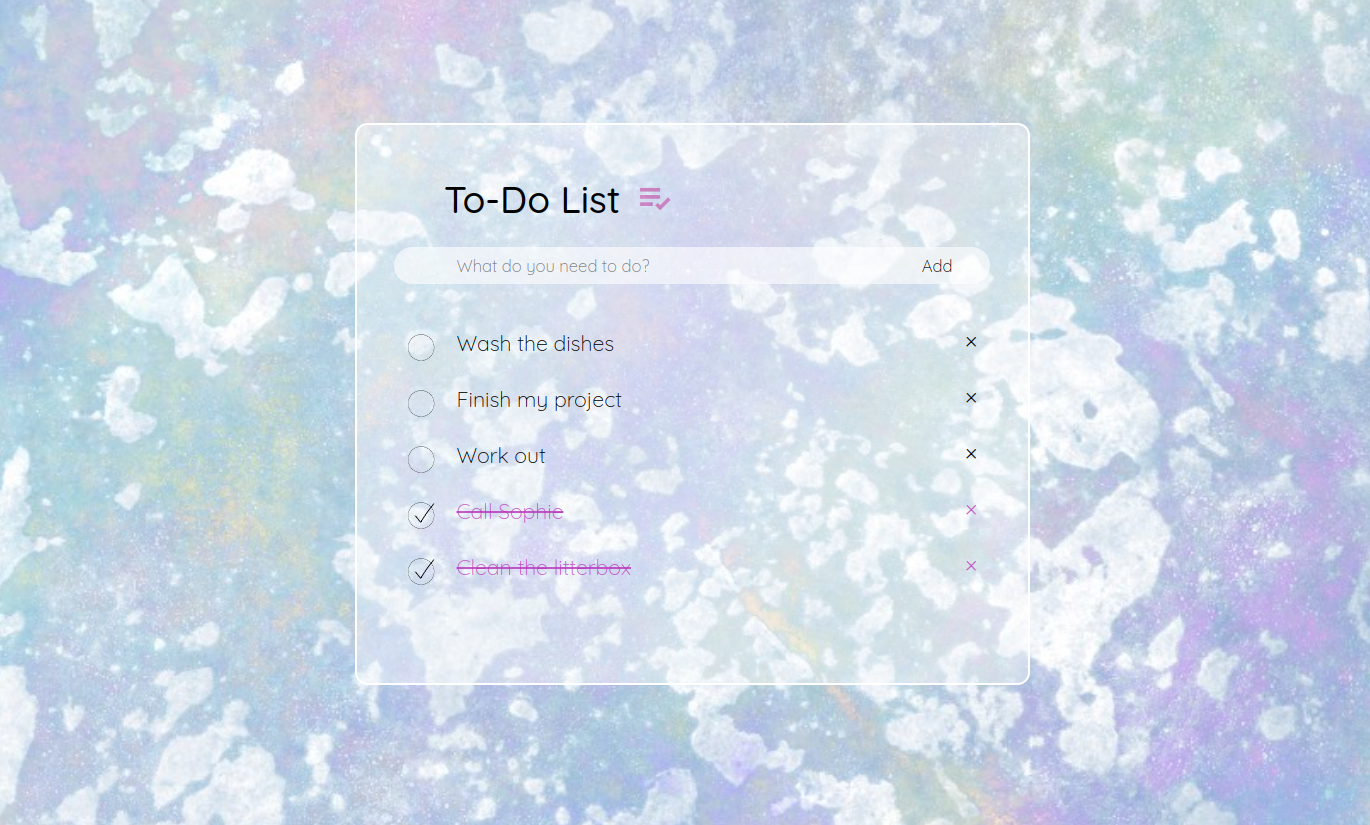 To-Do List
What do you need to do? Add
Wash the dishes ×
Finish my project ×
Work out ×
Call Sophie ×
Clean the litterbox ×